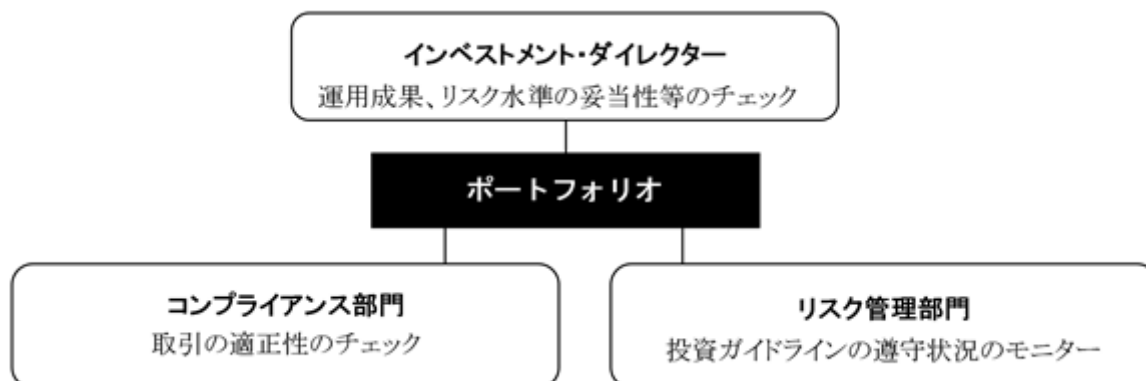 インベストメント・ダイレクター
運用成果、リスク水準の妥当性等のチェック
ポートフォリオ
コンプライアンス部門
取引の適正性のチェック
リスク管理部門
投資ガイドラインの遵守状況のモニター